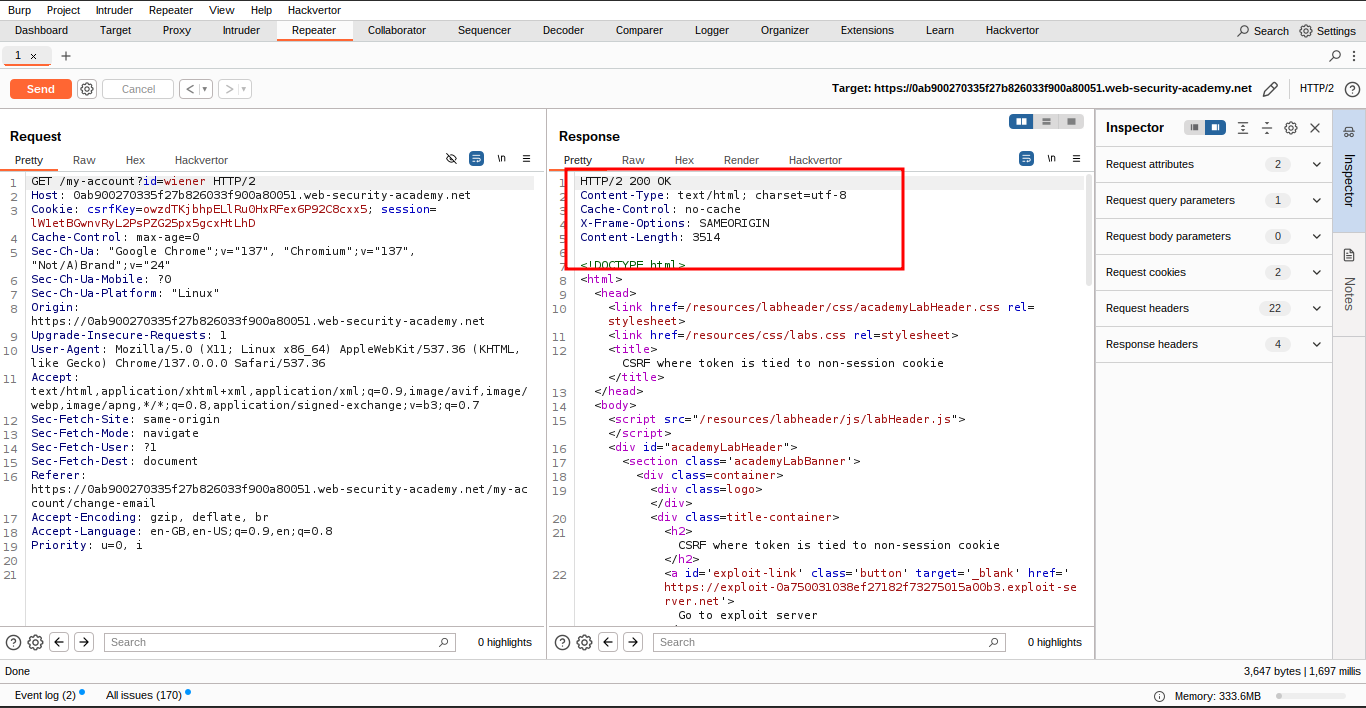 Burp Project Intruder Repeater View Help Hackvertor
Dashboard Target Proxy Intruder Repeater Collaborator Sequencer Decoder Comparer Logger Organizer Extensions Learn Hackvertor Search Settings
1 × +
Send Cancel < > Target: https://0ab900270335f27b826033f900a80051.web-security-academy.net HTTP/2
Request
Pretty Raw Hex Hackvertor \n
1 GET /my-account?id=wiener HTTP/2
2 Host: 0ab900270335f27b826033f900a80051.web-security-academy.net
3 Cookie: csrfKey=owzdTKjbhpELlRu0HxRFex6P92C8cxx5; session=
lWletBGwnvRyL2PsPZG25px5gcxHtLhD
4 Cache-Control: max-age=0
5 Sec-Ch-Ua: "Google Chrome";v="137", "Chromium";v="137",
"Not/A)Brand";v="24"
6 Sec-Ch-Ua-Mobile: ?0
7 Sec-Ch-Ua-Platform: "Linux"
8 Origin:
https://0ab900270335f27b826033f900a80051.web-security-academy.net
9 Upgrade-Insecure-Requests: 1
10 User-Agent: Mozilla/5.0 (X11; Linux x86_64) AppleWebKit/537.36 (KHTML,
like Gecko) Chrome/137.0.0.0 Safari/537.36
11 Accept:
text/html,application/xhtml+xml,application/xml;q=0.9,image/avif,image/
webp,image/apng,*/*;q=0.8,application/signed-exchange;v=b3;q=0.7
12 Sec-Fetch-Site: same-origin
13 Sec-Fetch-Mode: navigate
14 Sec-Fetch-User: ?1
15 Sec-Fetch-Dest: document
16 Referer:
https://0ab900270335f27b826033f900a80051.web-security-academy.net/my-ac
count/change-email
17 Accept-Encoding: gzip, deflate, br
18 Accept-Language: en-GB,en-US;q=0.9,en;q=0.8
19 Priority: u=0, i
20
21
Search 0 highlights
Response
Pretty Raw Hex Render Hackvertor \n
1 HTTP/2 200 OK
2 Content-Type: text/html; charset=utf-8
3 Cache-Control: no-cache
4 X-Frame-Options: SAMEORIGIN
5 Content-Length: 3514
6
7 <!DOCTYPE html>
8 <html>
9 <head>
10 <link href=/resources/labheader/css/academyLabHeader.css rel=
stylesheet>
11 <link href=/resources/css/labs.css rel=stylesheet>
12 <title>
CSRF where token is tied to non-session cookie
</title>
13 </head>
14 <body>
15 <script src="/resources/labheader/js/labHeader.js">
</script>
16 <div id="academyLabHeader">
17 <section class='academyLabBanner'>
18 <div class=container>
19 <div class=logo>
</div>
20 <div class=title-container>
21 <h2>
CSRF where token is tied to non-session cookie
</h2>
22 <a id='exploit-link' class='button' target='_blank' href='
https://exploit-0a750031038ef27182f73275015a00b3.exploit-se
rver.net'>
Go to exploit server
Search 0 highlights
Inspector
Request attributes 2
Request query parameters 1
Request body parameters 0
Request cookies 2
Request headers 22
Response headers 4
Inspector
Notes
Done 3,647 bytes | 1,697 millis
Event log (2) All issues (170) Memory: 333.6MB